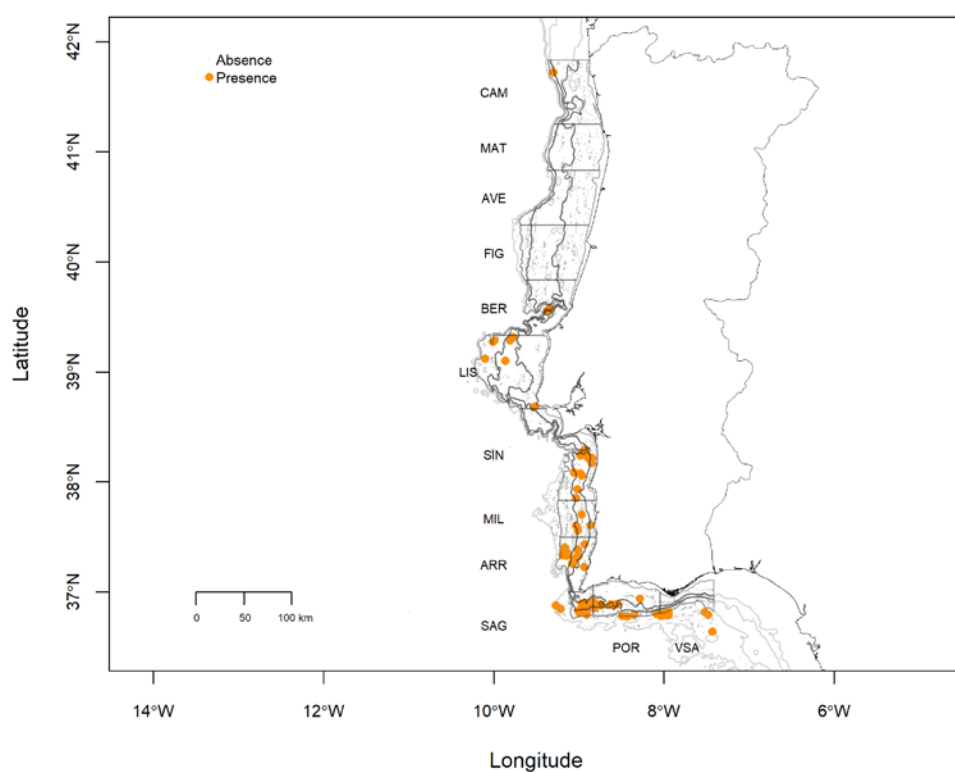 42°N
41°N
40°N
39°N
38°N
37°N
Latitude
Absence
Presence
CAM
MAT
AVE
FIG
BER
LIS
SIN
MIL
ARR
SAG
POR VSA
0 50 100 km
14°W 12°W 10°W 8°W 6°W
Longitude